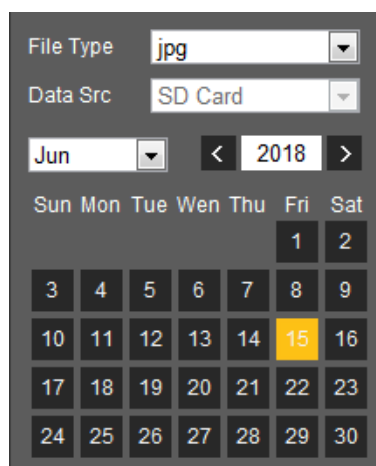 File Type jpg
Data Src SD Card
Jun < 2018 >
Sun Mon Tue Wen Thu Fri Sat
1 2
3 4 5 6 7 8 9
10 11 12 13 14 15 16
17 18 19 20 21 22 23
24 25 26 27 28 29 30